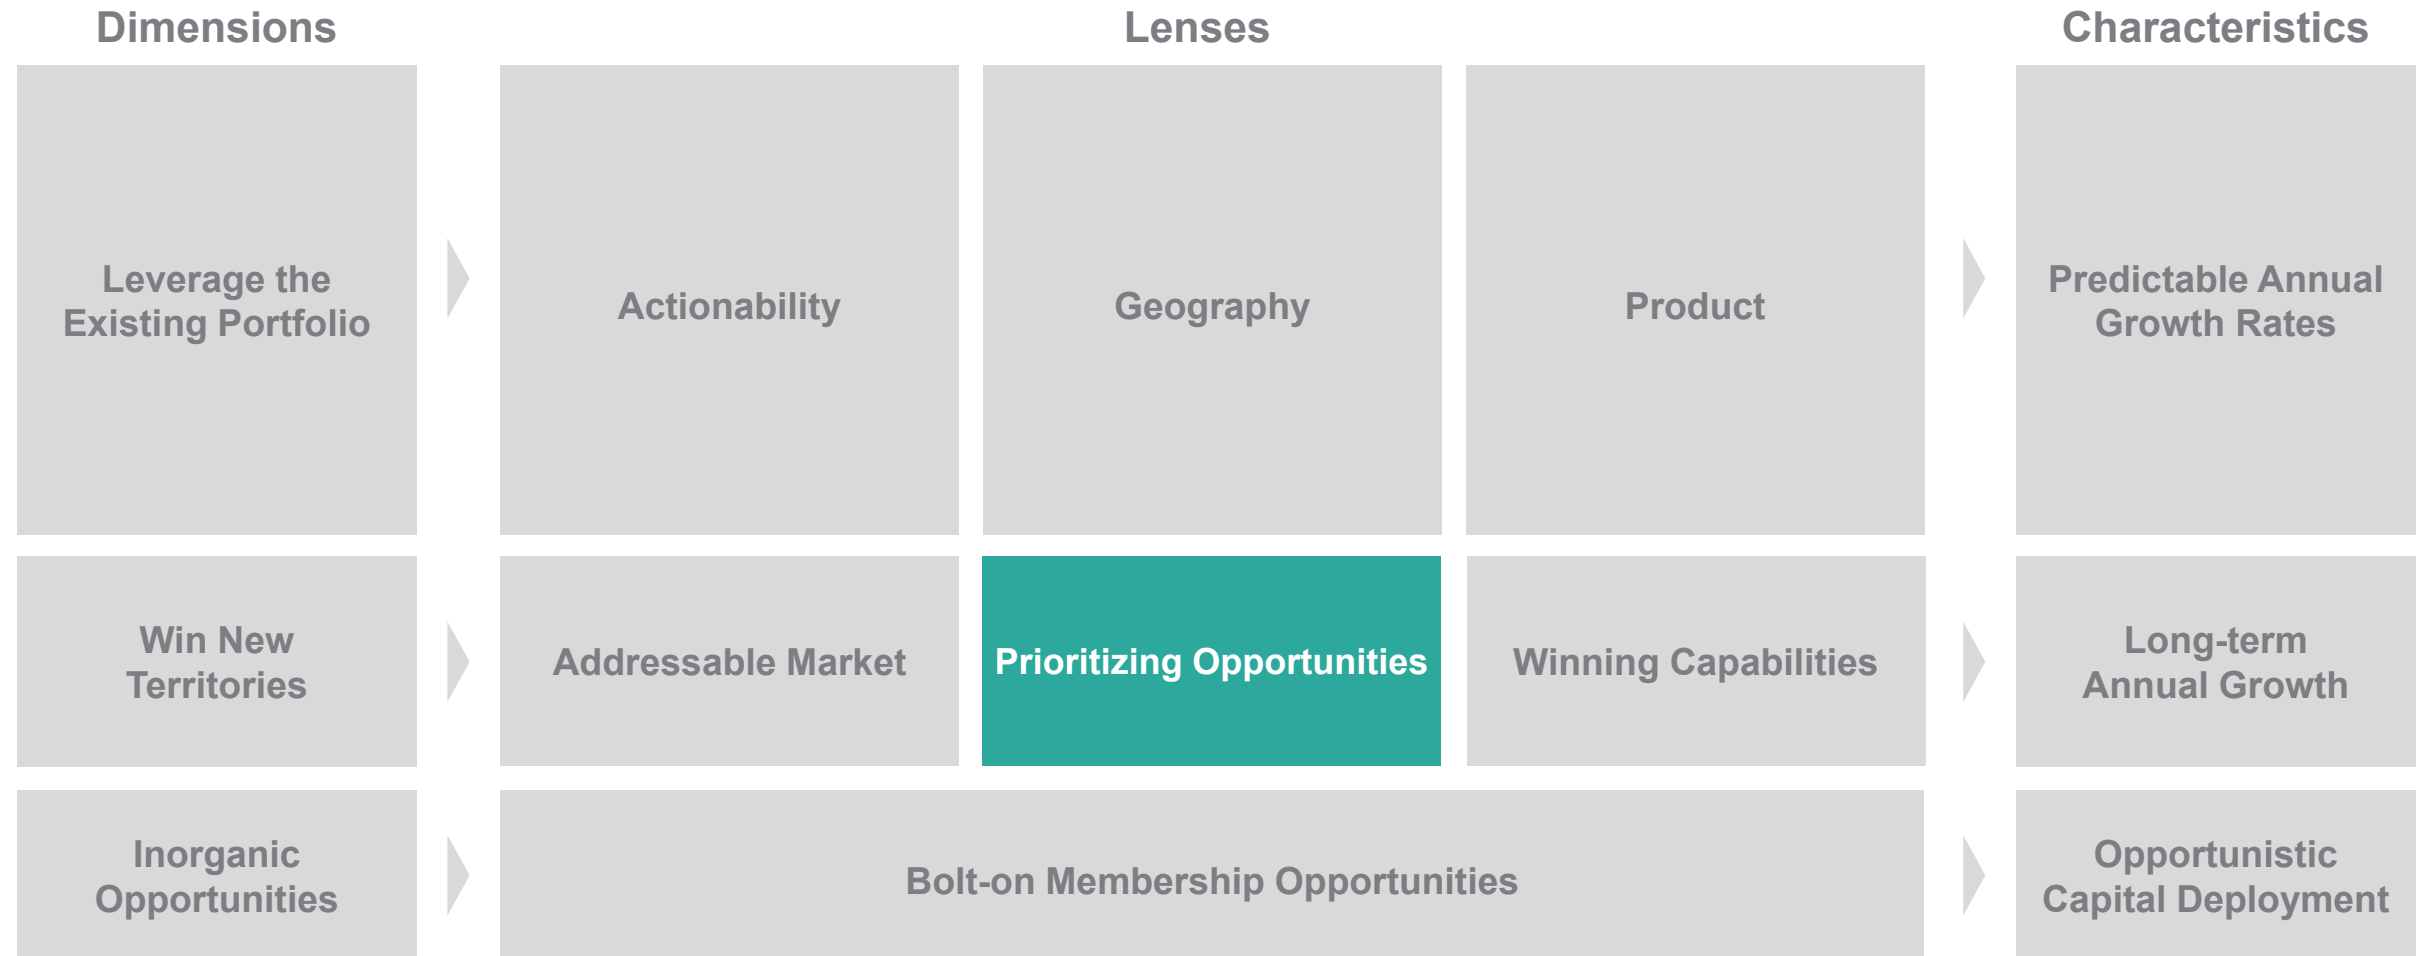 Dimensions
Lenses
Characteristics
Leverage the
Existing Portfolio
Actionability
Geography
Product
Predictable Annual
Growth Rates
Win New
Territories
Addressable Market
Prioritizing Opportunities
Winning Capabilities
Long-term
Annual Growth
Inorganic
Opportunities
Bolt-on Membership Opportunities
Opportunistic
Capital Deployment